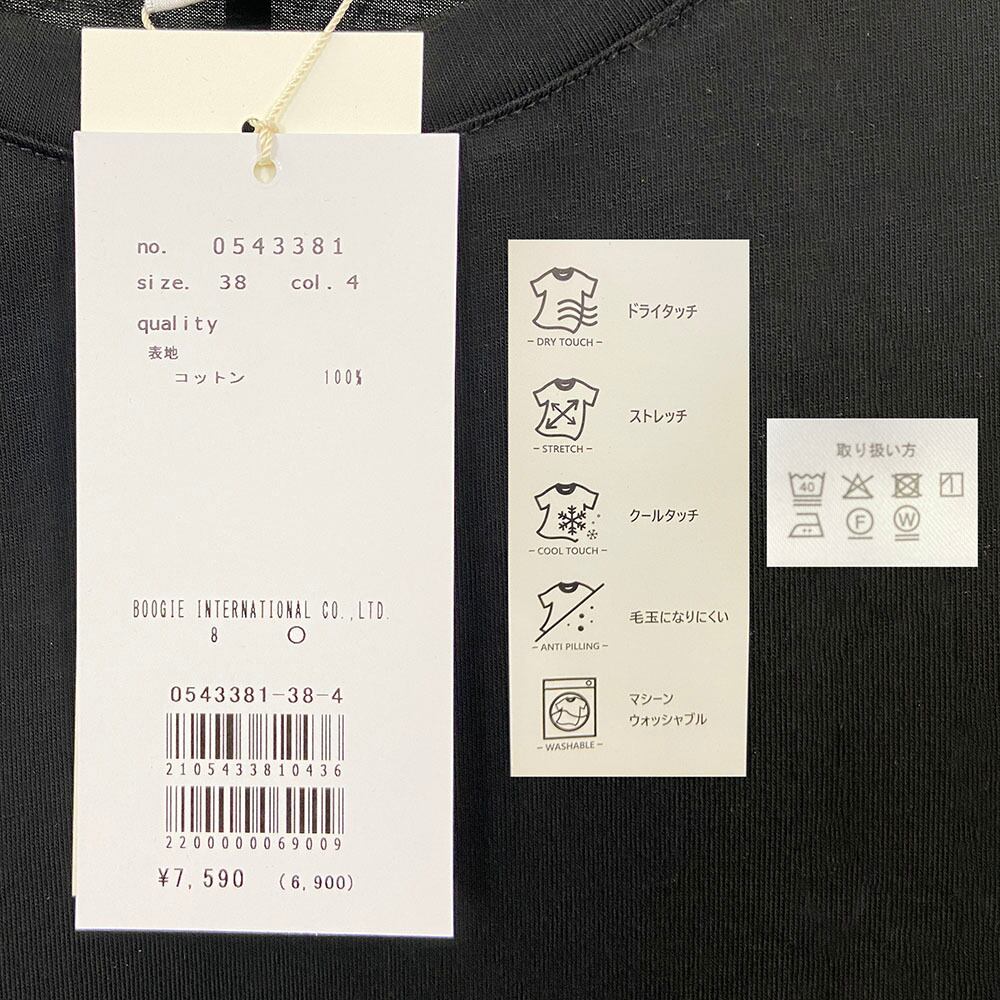 no. 0543381
size. 38 col. 4
quality
表地
コットン 100%
BOOGIE INTERNATIONAL CO.,LTD.
8 〇
0543381-38-4
2105433810436
2200000069009
¥7,590 (6,900)
ドライタッチ
– DRY TOUCH –
ストレッチ
– STRETCH –
クールタッチ
– COOL TOUCH –
毛玉になりにくい
– ANTI PILLING –
マシーン
ウォッシャブル
– WASHABLE –
取り扱い方
40
1
F W